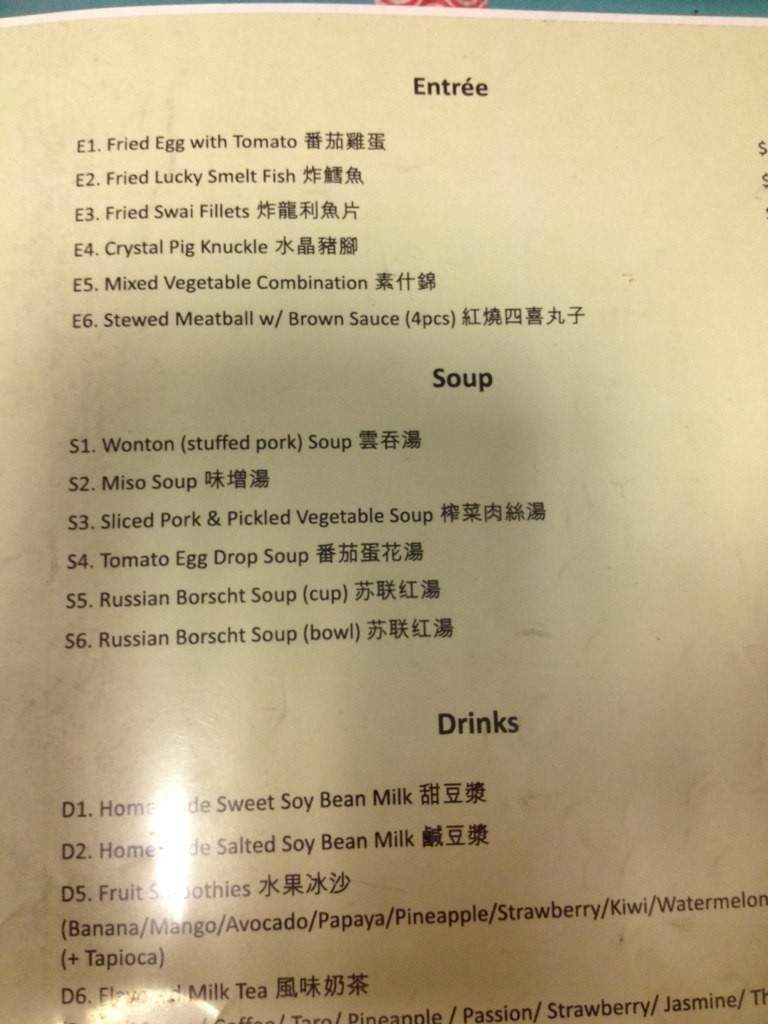 Entrée
E1. Fried Egg with Tomato 番茄雞蛋 $
E2. Fried Lucky Smelt Fish 炸鱈魚
E3. Fried Swai Fillets 炸龍利魚片
E4. Crystal Pig Knuckle 水晶豬腳
E5. Mixed Vegetable Combination 素什錦
E6. Stewed Meatball w/ Brown Sauce (4pcs) 紅燒四喜丸子
Soup
S1. Wonton (stuffed pork) Soup 雲吞湯
S2. Miso Soup 味增湯
S3. Sliced Pork & Pickled Vegetable Soup 榨菜肉絲湯
S4. Tomato Egg Drop Soup 番茄蛋花湯
S5. Russian Borscht Soup (cup) 苏联红湯
S6. Russian Borscht Soup (bowl) 苏联红湯
Drinks
D1. Sweet Soy Bean Milk 甜豆漿
D2. Salted Soy Bean Milk 鹹豆漿
D5. Fruit Smoothies 水果冰沙
(Banana/Mango/Avocado/Papaya/Pineapple/Strawberry/Kiwi/Watermelon
(+ Tapioca)
D6. Milk Tea 風味奶茶
Coffee/ Taro/ Pineapple / Passion/ Strawberry/ Jasmine/